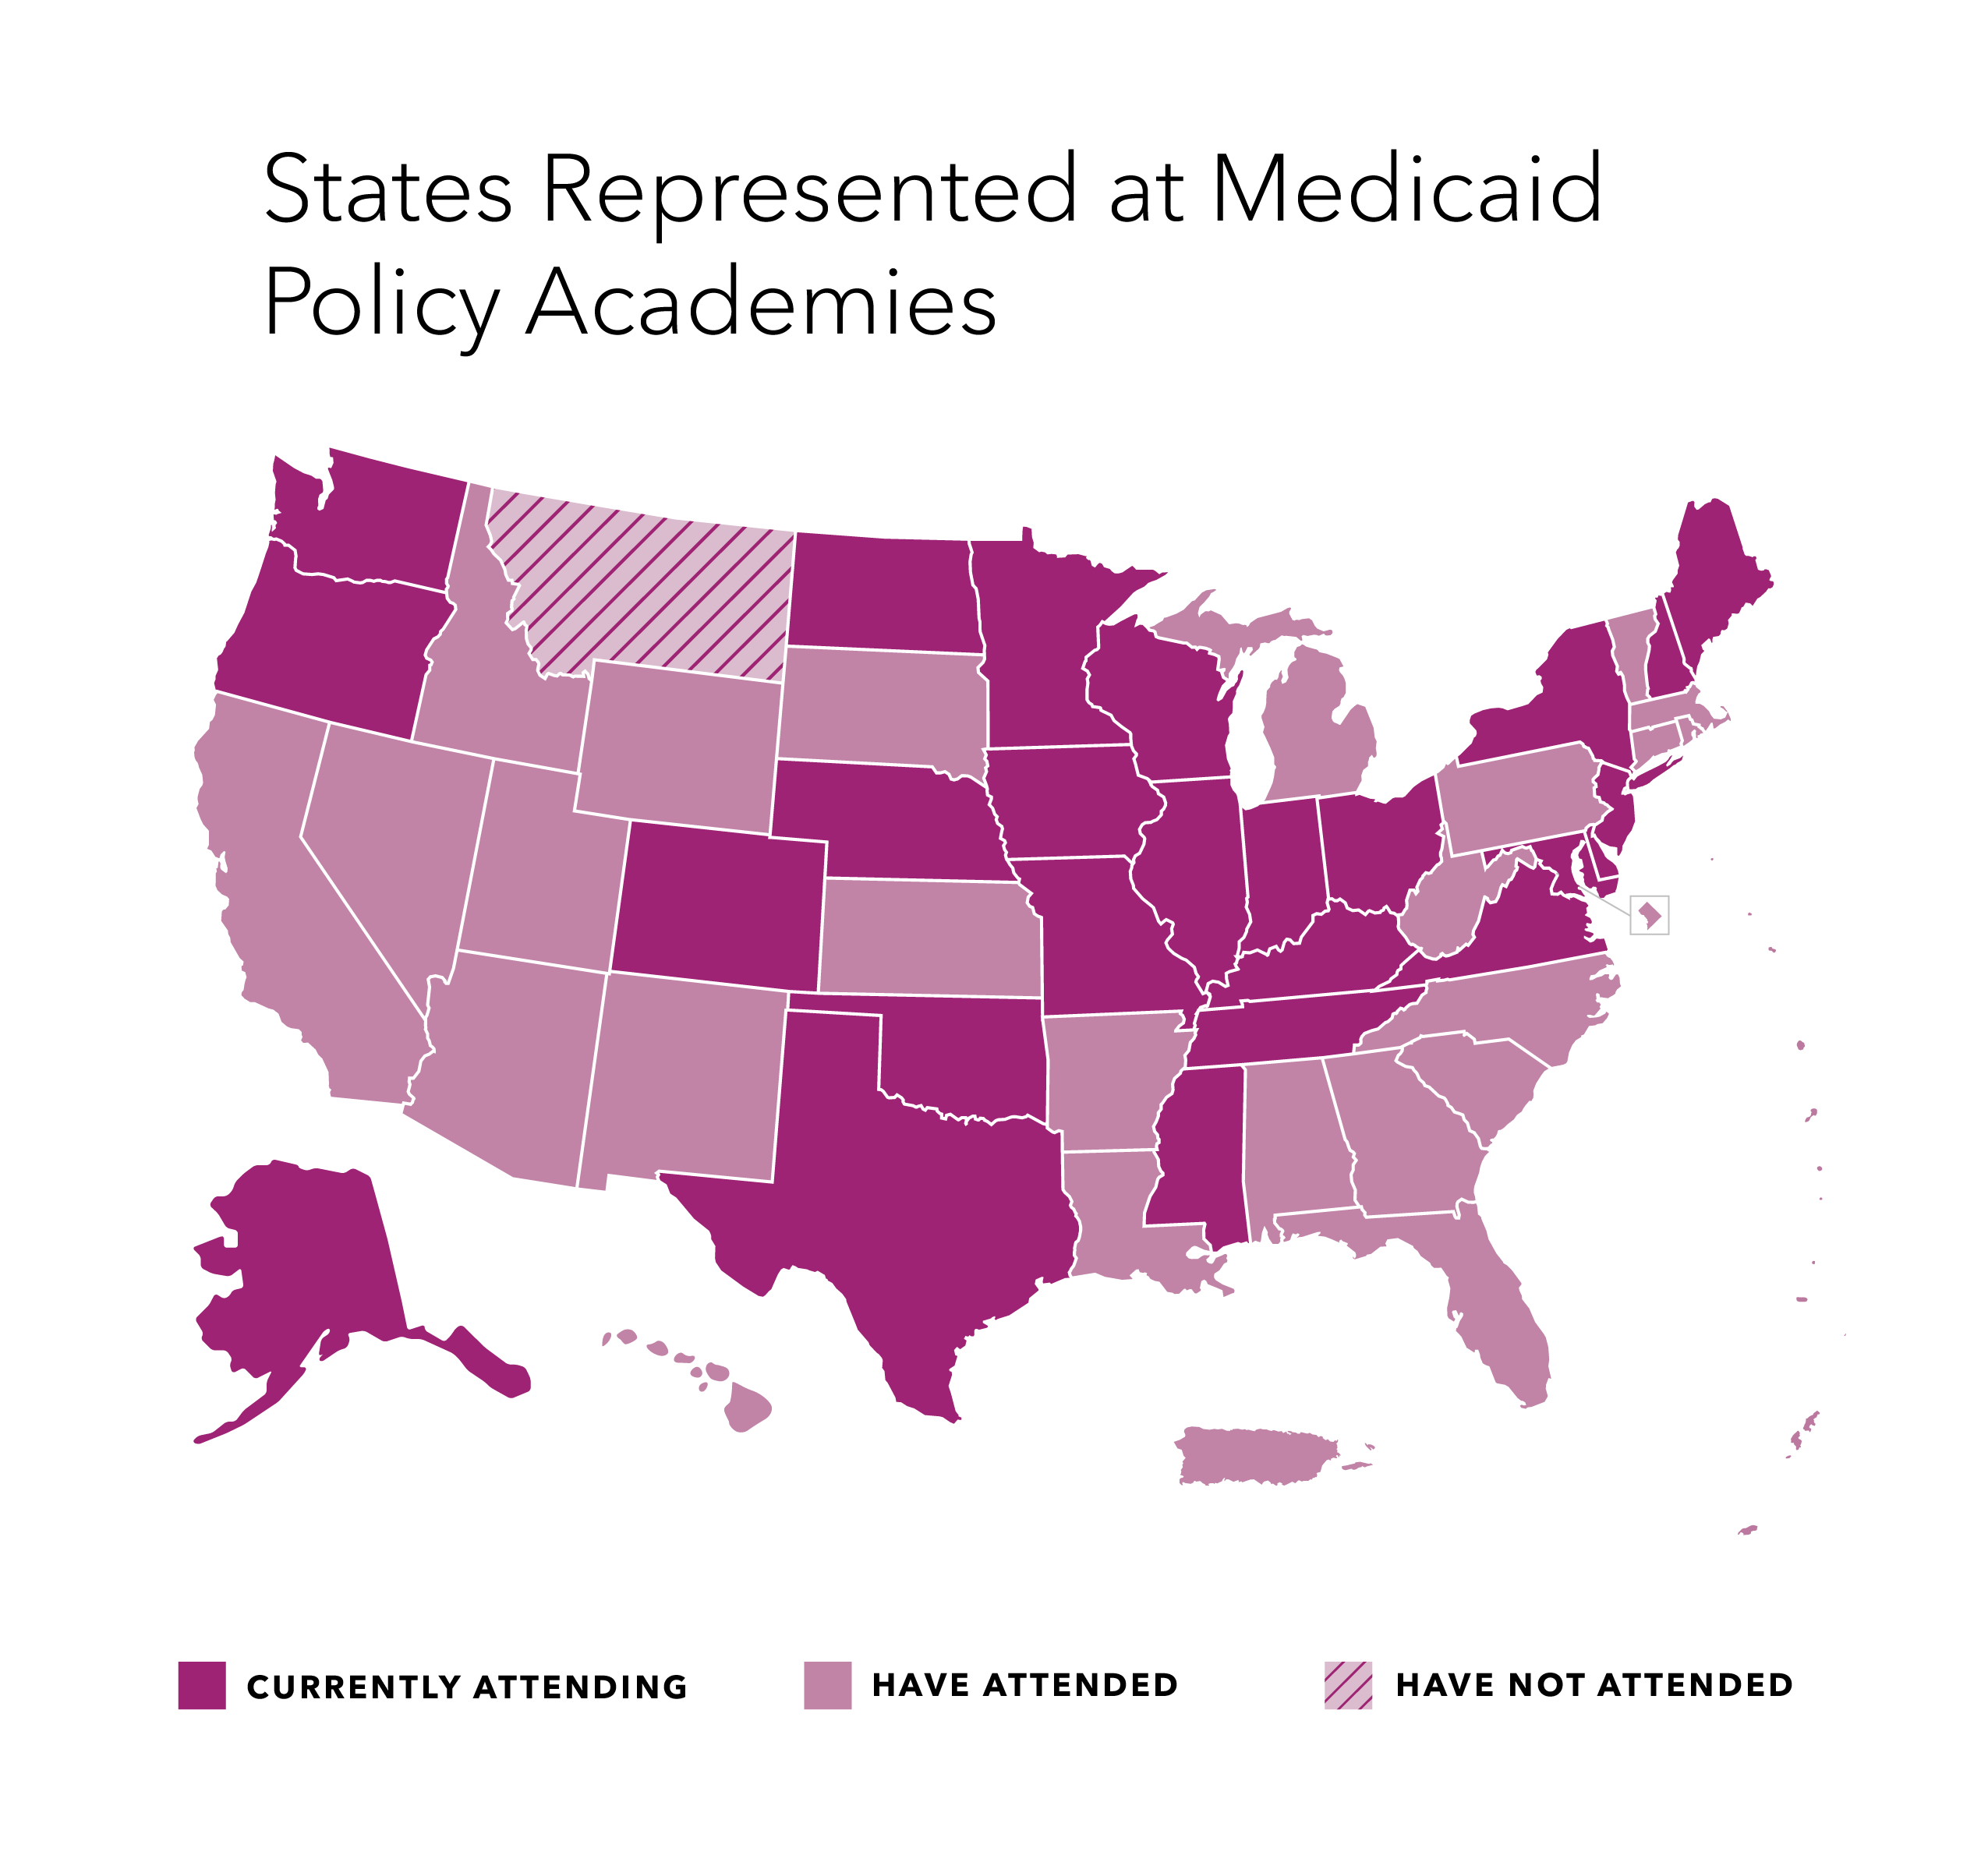 States Represented at Medicaid
Policy Academies
CURRENTLY ATTENDING
HAVE ATTENDED
HAVE NOT ATTENDED